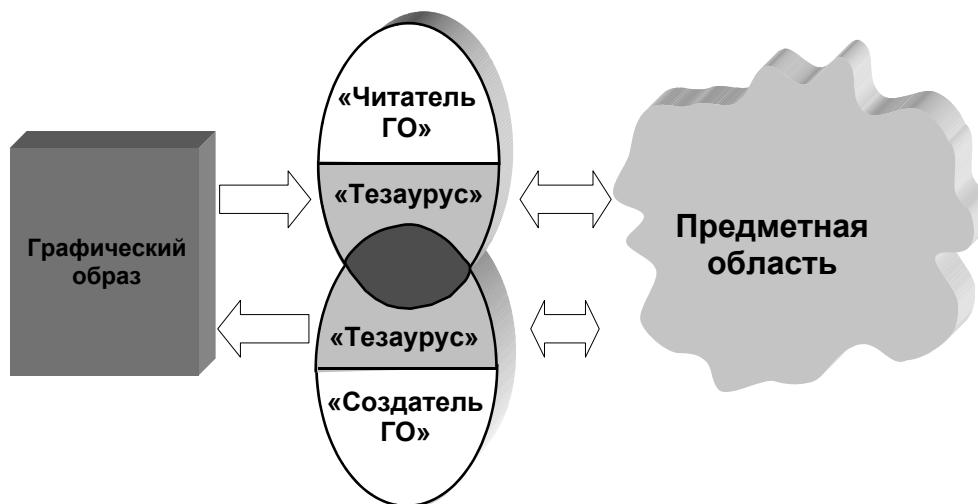 «Читатель
ГО»
«Тезаурус»
Графический
образ
Предметная
область
«Тезаурус»
«Создатель
ГО»